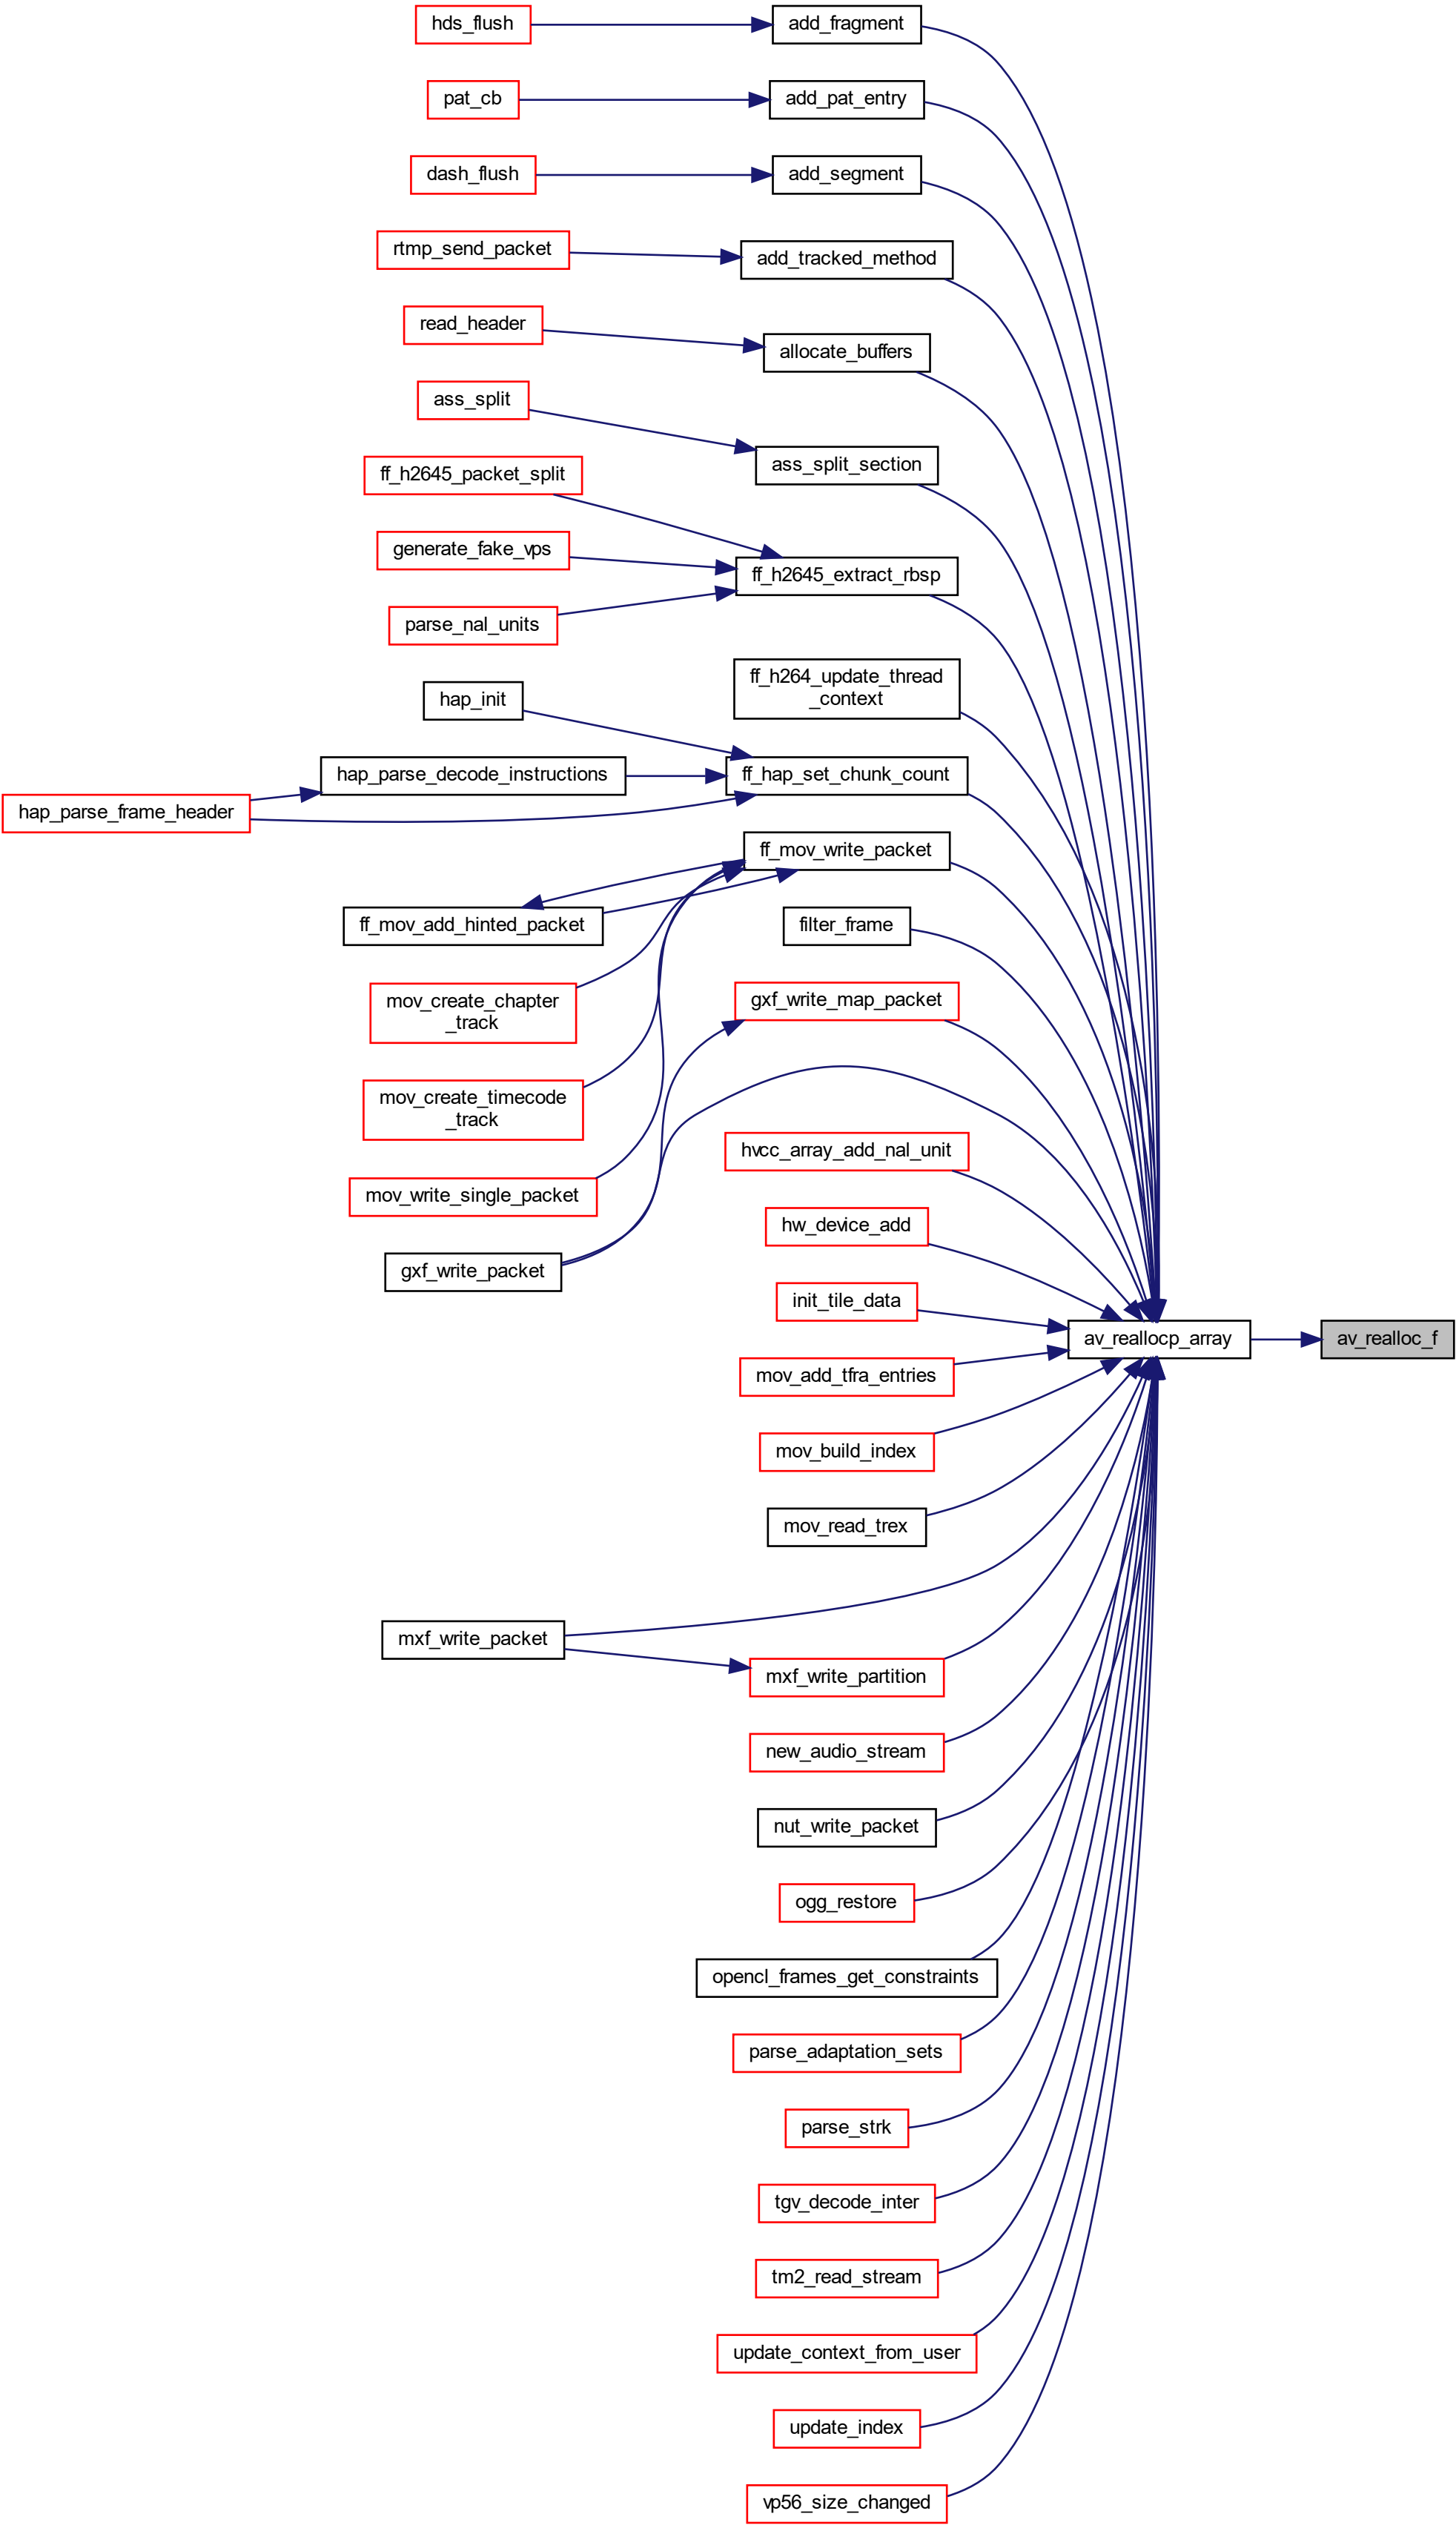 hds_flush
add_fragment
pat_cb
add_pat_entry
dash_flush
add_segment
rtmp_send_packet
add_tracked_method
read_header
allocate_buffers
ass_split
ass_split_section
ff_h2645_packet_split
generate_fake_vps
ff_h2645_extract_rbsp
parse_nal_units
ff_h264_update_thread
_context
hap_init
hap_parse_decode_instructions
ff_hap_set_chunk_count
hap_parse_frame_header
ff_mov_write_packet
ff_mov_add_hinted_packet
filter_frame
mov_create_chapter
_track
gxf_write_map_packet
mov_create_timecode
_track
hvcc_array_add_nal_unit
mov_write_single_packet
hw_device_add
gxf_write_packet
init_tile_data
av_reallocp_array
av_realloc_f
mov_add_tfra_entries
mov_build_index
mov_read_trex
mxf_write_packet
mxf_write_partition
new_audio_stream
nut_write_packet
ogg_restore
opencl_frames_get_constraints
parse_adaptation_sets
parse_strk
tgv_decode_inter
tm2_read_stream
update_context_from_user
update_index
vp56_size_changed